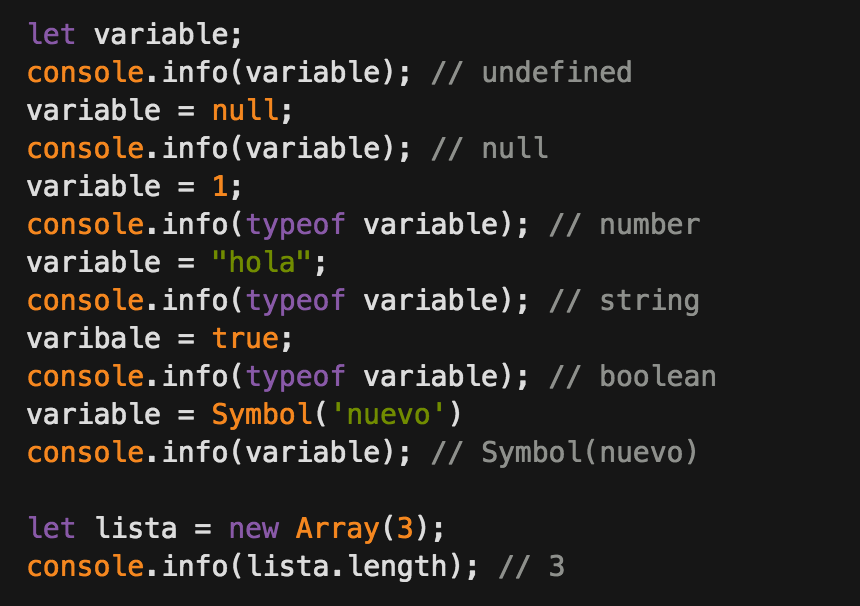 let variable;
console.info(variable); // undefined
variable = null;
console.info(variable); // null
variable = 1;
console.info(typeof variable); // number
variable = "hola";
console.info(typeof variable); // string
varibale = true;
console.info(typeof variable); // boolean
variable = Symbol('nuevo')
console.info(variable); // Symbol(nuevo)

let lista = new Array(3);
console.info(lista.length); // 3